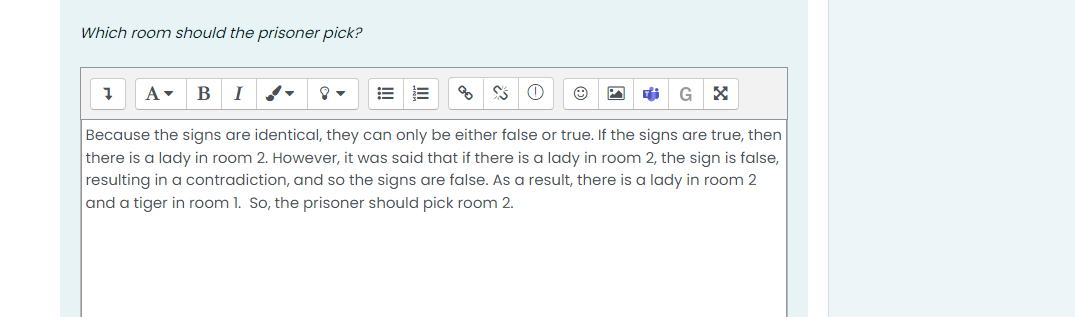 Which room should the prisoner pick?
A B I G
Because the signs are identical, they can only be either false or true. If the signs are true, then
there is a lady in room 2. However, it was said that if there is a lady in room 2, the sign is false,
resulting in a contradiction, and so the signs are false. As a result, there is a lady in room 2
and a tiger in room 1.  So, the prisoner should pick room 2.